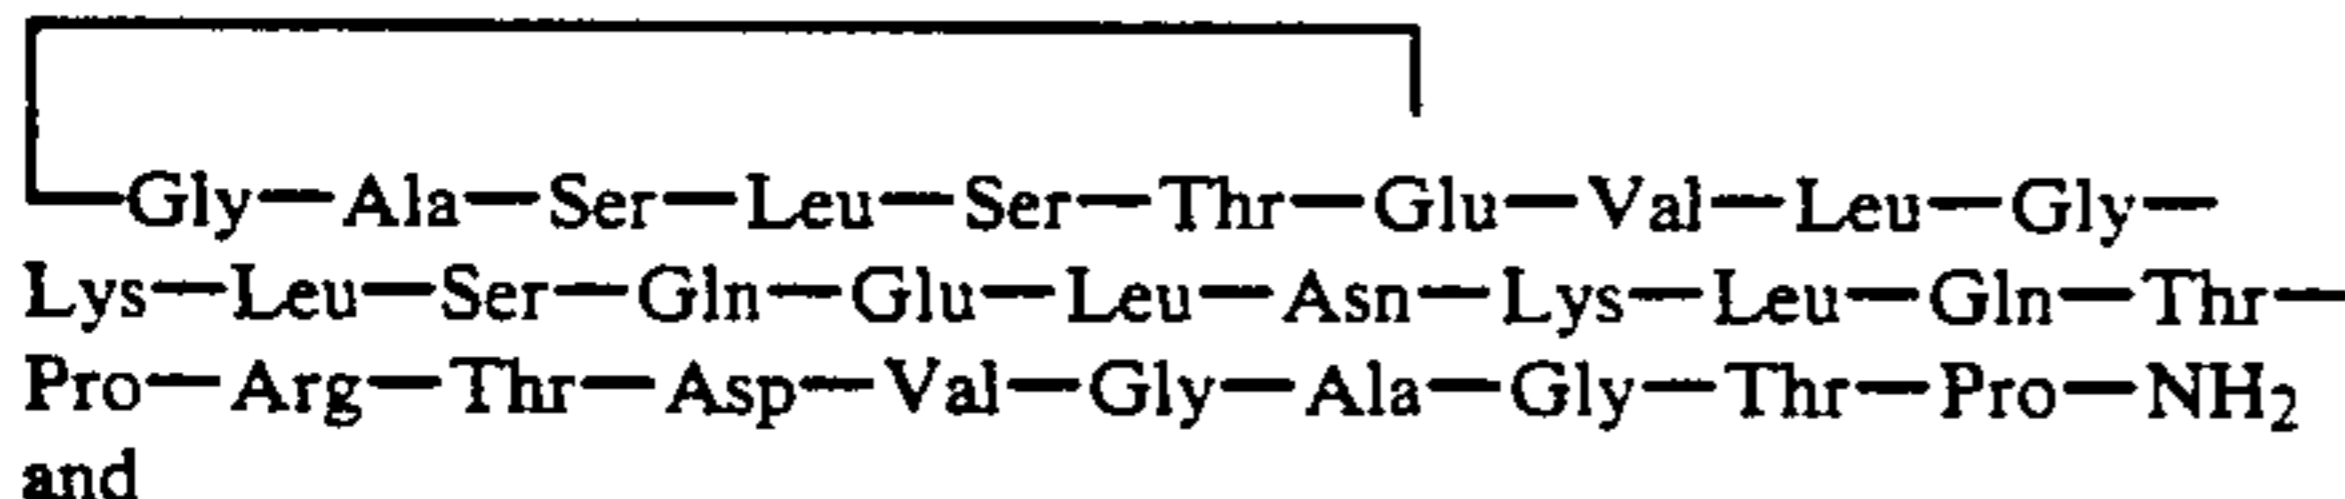 Gly—Ala—Ser—Leu—Ser—Thr—Glu—Val—Leu—Gly—
Lys—Leu—Ser—Gln—Glu—Leu—Asn—Lys—Leu—Gln—Thr—
Pro—Arg—Thr—Asp—Val—Gly—Ala—Gly—Thr—Pro—NH₂
and